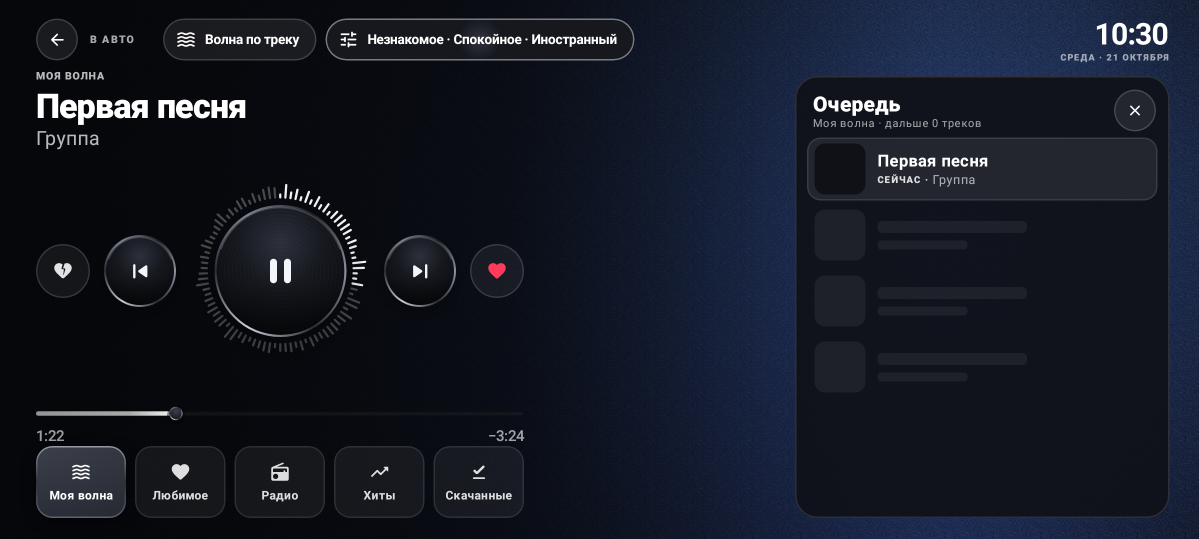 В АВТО
Волна по треку
Незнакомое · Спокойное · Иностранный
10:30
СРЕДА · 21 ОКТЯБРЯ
МОЯ ВОЛНА
Первая песня
Группа
Очередь
Моя волна · дальше 0 треков
Первая песня
СЕЙЧАС · Группа
1:22
−3:24
Моя волна
Любимое
Радио
Хиты
Скачанные